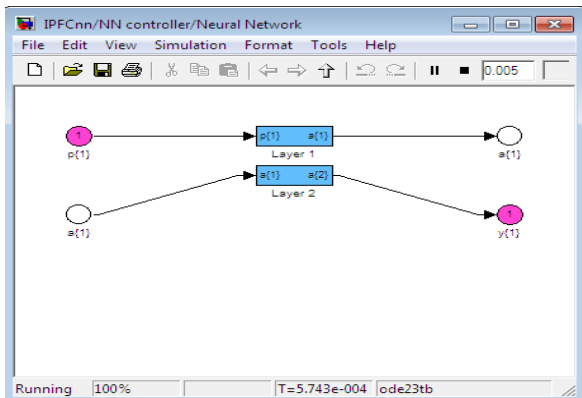 IPFCnn/NN controller/Neural Network
File Edit View Simulation Format Tools Help
0.005
1 p{1} a{1}
p{1} Layer 1 a{1}
a{1} a{2}
Layer 2 1
a{1} y{1}
Running 100% T=5.743e-004 ode23tb